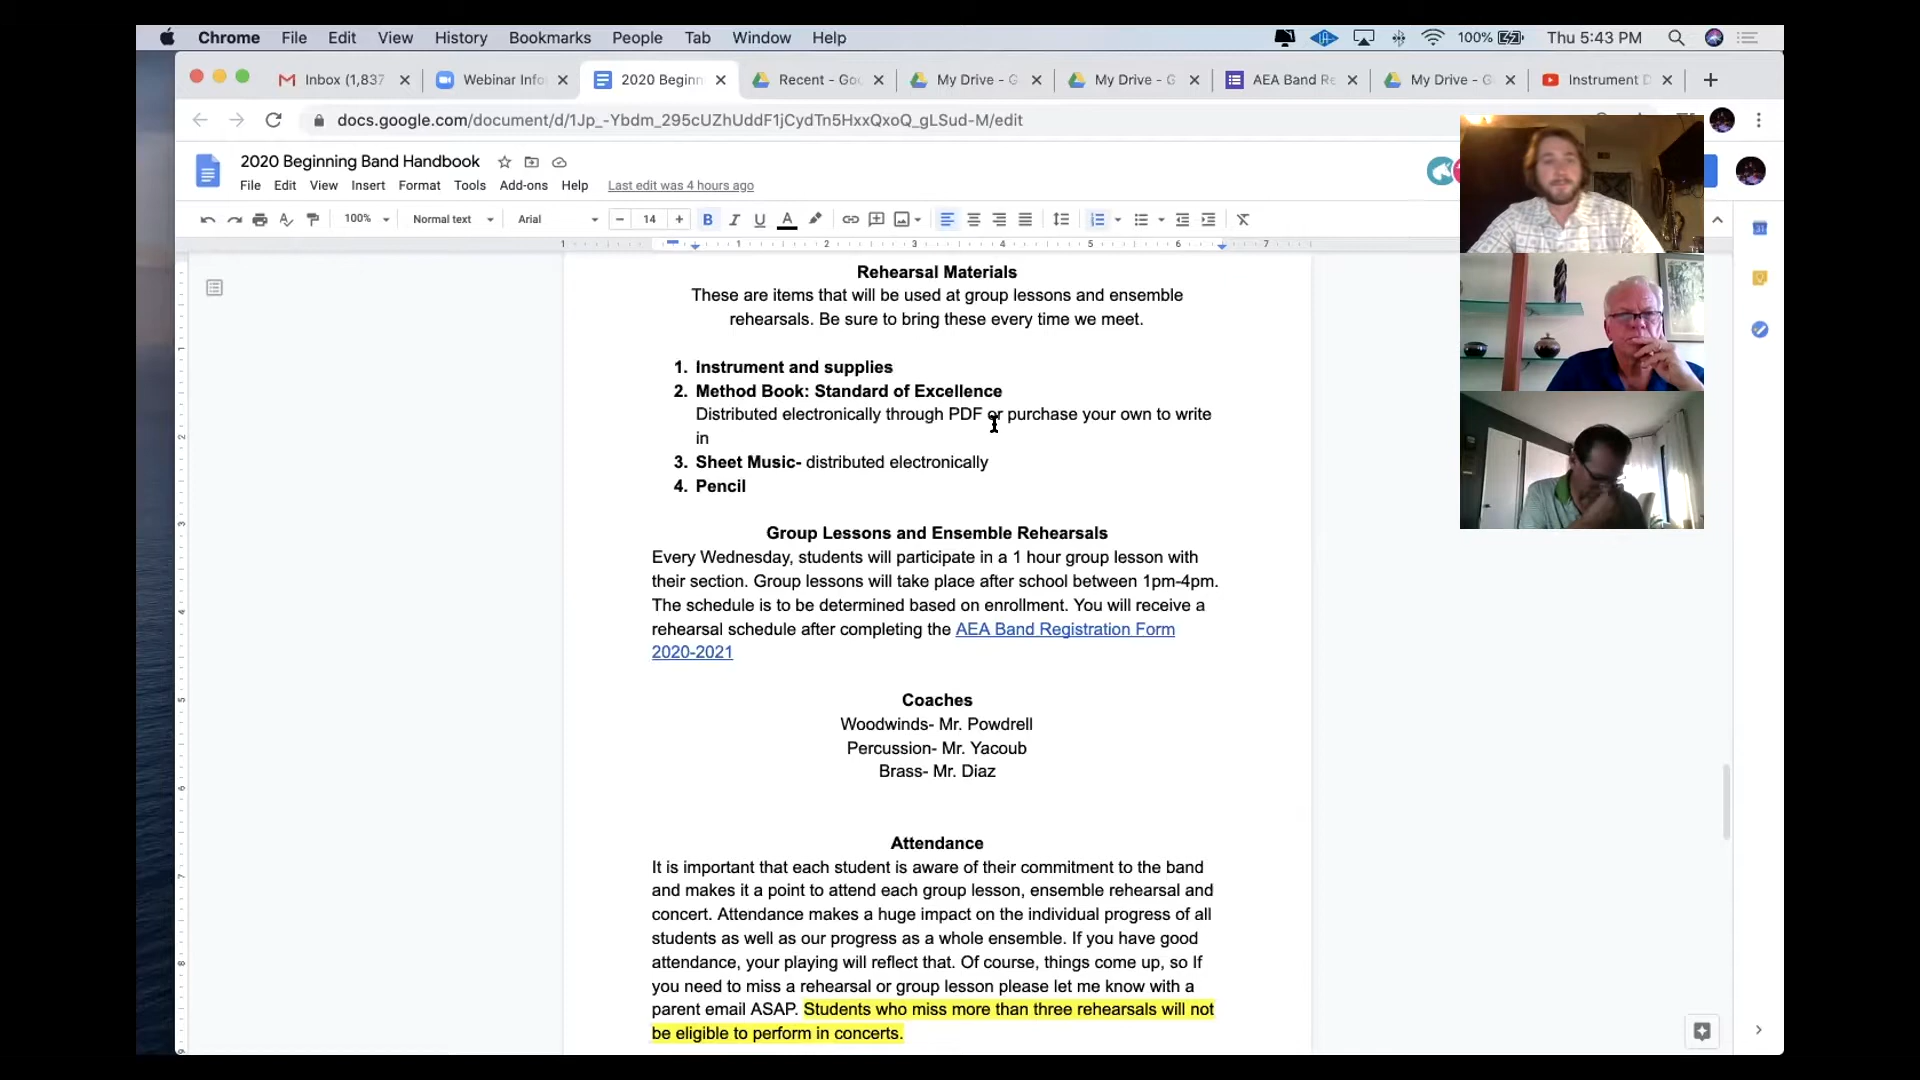 Chrome File Edit View History Bookmarks People Tab Window Help 100% Thu 5:43 PM
Inbox (1,837 Webinar Info 2020 Beginn Recent - Goo My Drive - G My Drive - G AEA Band Re My Drive - G Instrument D
docs.google.com/document/d/1Jp_-Ybdm_295cUZhUddF1jCydTn5HxxQxoQ_gLSud-M/edit
2020 Beginning Band Handbook
File Edit View Insert Format Tools Add-ons Help Last edit was 4 hours ago
100% Normal text Arial 14 B I U A
1 1 2 3 4 5 6 7
Rehearsal Materials
These are items that will be used at group lessons and ensemble
rehearsals. Be sure to bring these every time we meet.
1. Instrument and supplies
2. Method Book: Standard of Excellence
Distributed electronically through PDF or purchase your own to write
in
3. Sheet Music- distributed electronically
4. Pencil
Group Lessons and Ensemble Rehearsals
Every Wednesday, students will participate in a 1 hour group lesson with
their section. Group lessons will take place after school between 1pm-4pm.
The schedule is to be determined based on enrollment. You will receive a
rehearsal schedule after completing the AEA Band Registration Form
2020-2021
Coaches
Woodwinds- Mr. Powdrell
Percussion- Mr. Yacoub
Brass- Mr. Diaz
Attendance
It is important that each student is aware of their commitment to the band
and makes it a point to attend each group lesson, ensemble rehearsal and
concert. Attendance makes a huge impact on the individual progress of all
students as well as our progress as a whole ensemble. If you have good
attendance, your playing will reflect that. Of course, things come up, so If
you need to miss a rehearsal or group lesson please let me know with a
parent email ASAP. Students who miss more than three rehearsals will not
be eligible to perform in concerts.